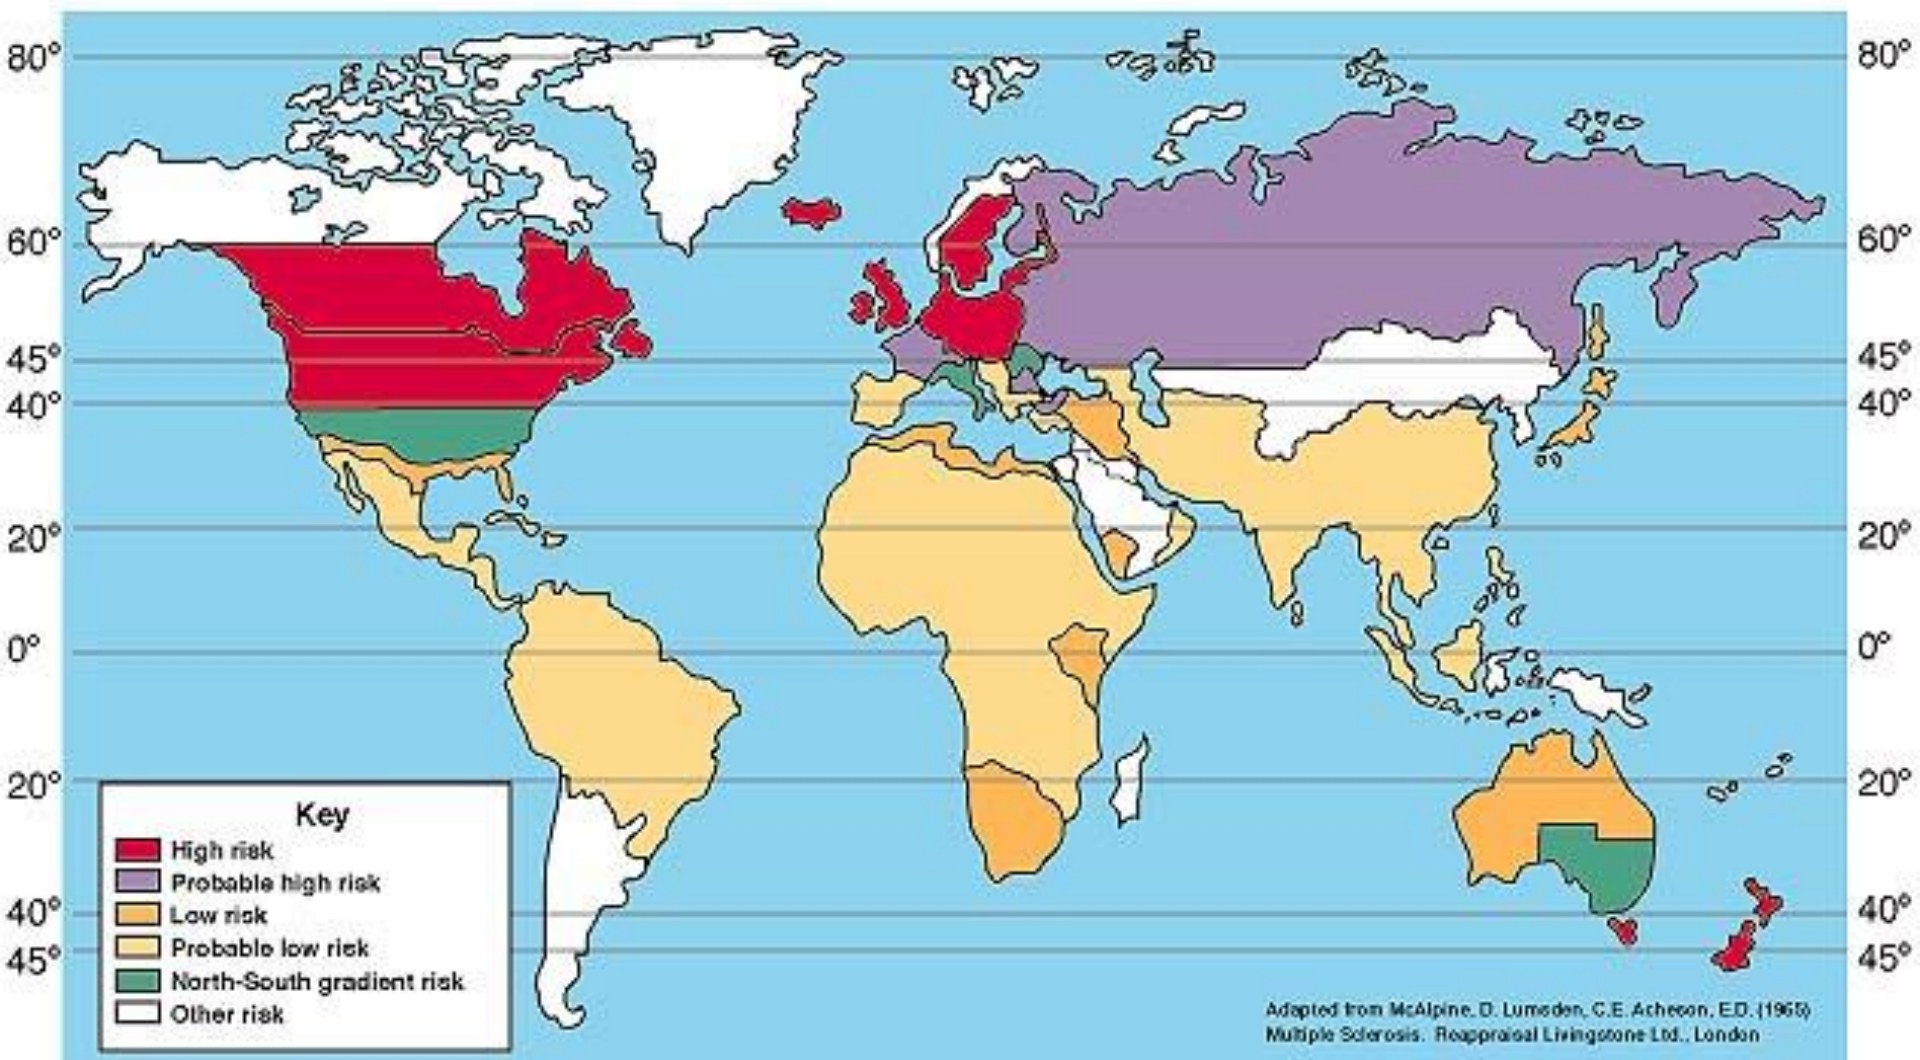 80° 80°
60° 60°
45° 45°
40° 40°
20° 20°
0° 0°
20° 20°
40° 40°
45° 45°
Key
High risk
Probable high risk
Low risk
Probable low risk
North-South gradient risk
Other risk
Adapted from McAlpine, D. Lumsden, C.E. Acheson, E.D. (1965)
Multiple Sclerosis. Reappraisal Livingstone Ltd., London